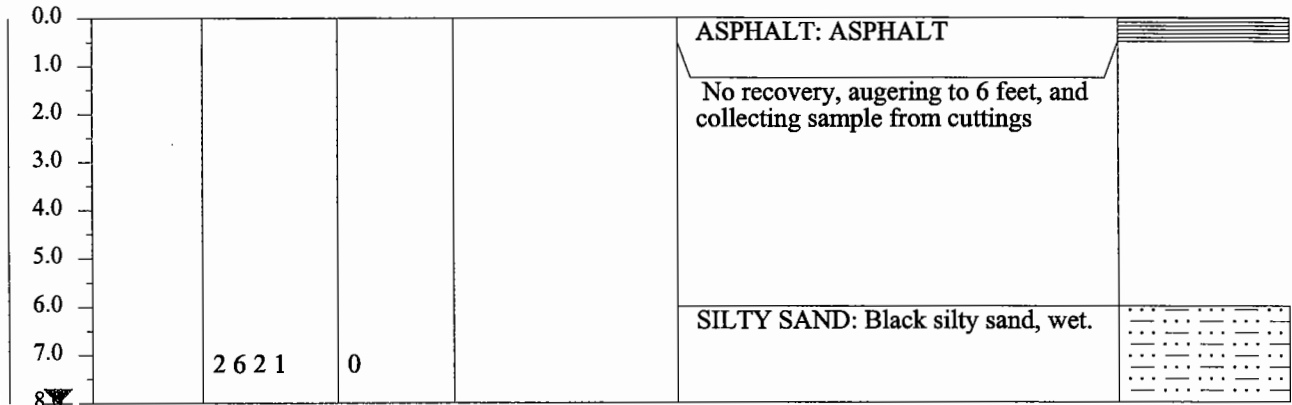 0.0
ASPHALT: ASPHALT
1.0
No recovery, augering to 6 feet, and
2.0
collecting sample from cuttings
3.0
4.0
5.0
6.0
SILTY SAND: Black silty sand, wet.
7.0
2 6 2 1
0
8